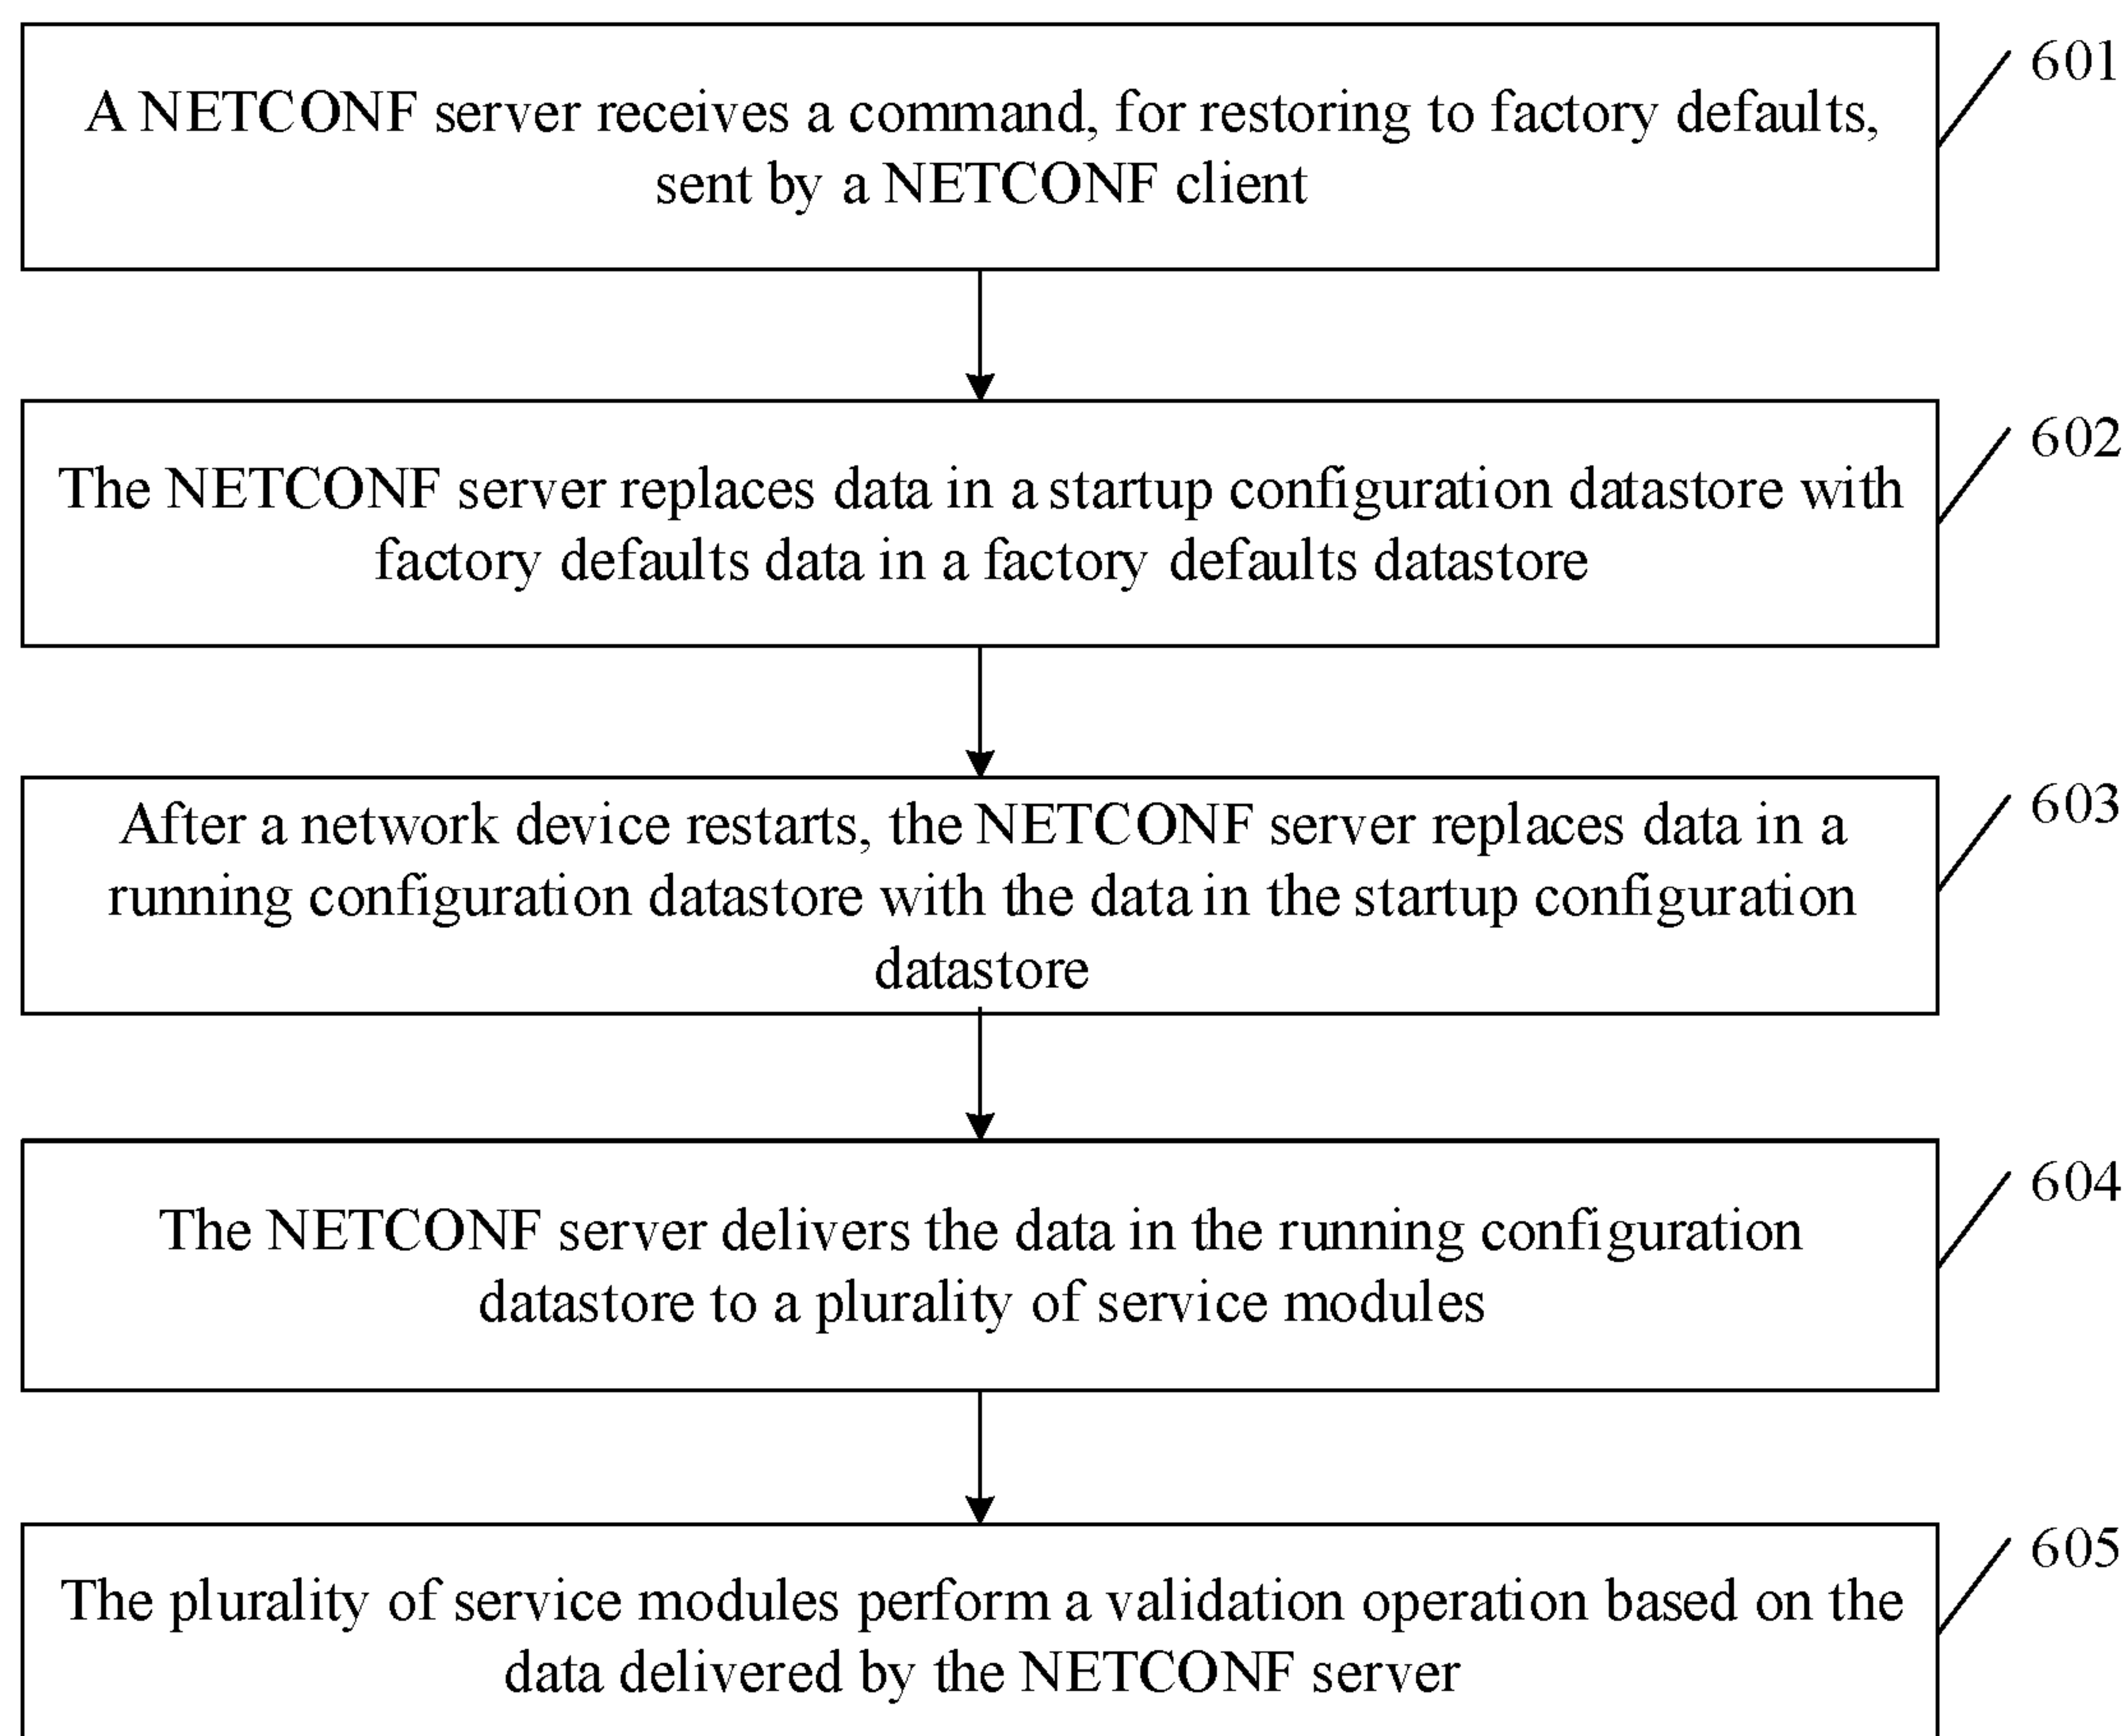 A NETCONF server receives a command, for restoring to factory defaults,
sent by a NETCONF client
601
The NETCONF server replaces data in a startup configuration datastore with
factory defaults data in a factory defaults datastore
602
After a network device restarts, the NETCONF server replaces data in a
running configuration datastore with the data in the startup configuration
datastore
603
The NETCONF server delivers the data in the running configuration
datastore to a plurality of service modules
604
The plurality of service modules perform a validation operation based on the
data delivered by the NETCONF server
605